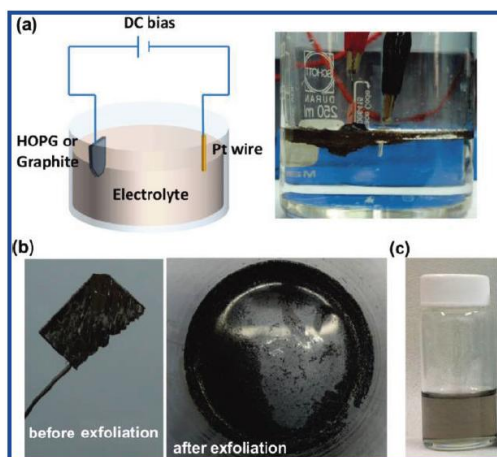 (a)
DC bias
HOPG or
Graphite
Pt wire
Electrolyte
SCHOTT
DURAN
250 ml
(b)
before exfoliation
after exfoliation
(c)